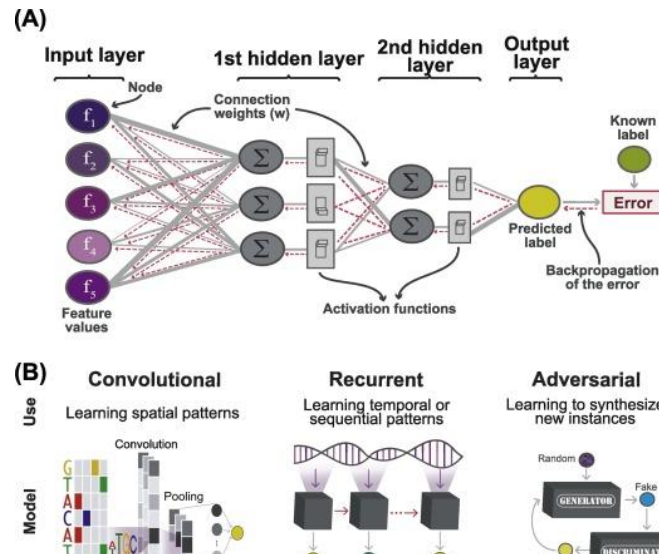 (A)
Input layer
1st hidden layer
2nd hidden
layer
Output
layer
Node
Connection
weights (w)
Known
label
f1
f2
f3
f4
f5
Σ
Σ
Σ
Σ
Σ
Error
Predicted
label
Backpropagation
of the error
Activation functions
Feature
values
(B)
Use
Convolutional
Learning spatial patterns
Recurrent
Learning temporal or
sequential patterns
Adversarial
Learning to synthesize
new instances
Model
Convolution
Pooling
G
T
A
C
A
T
ATGC
Random
GENERATOR
Fake
DISCRIMINA